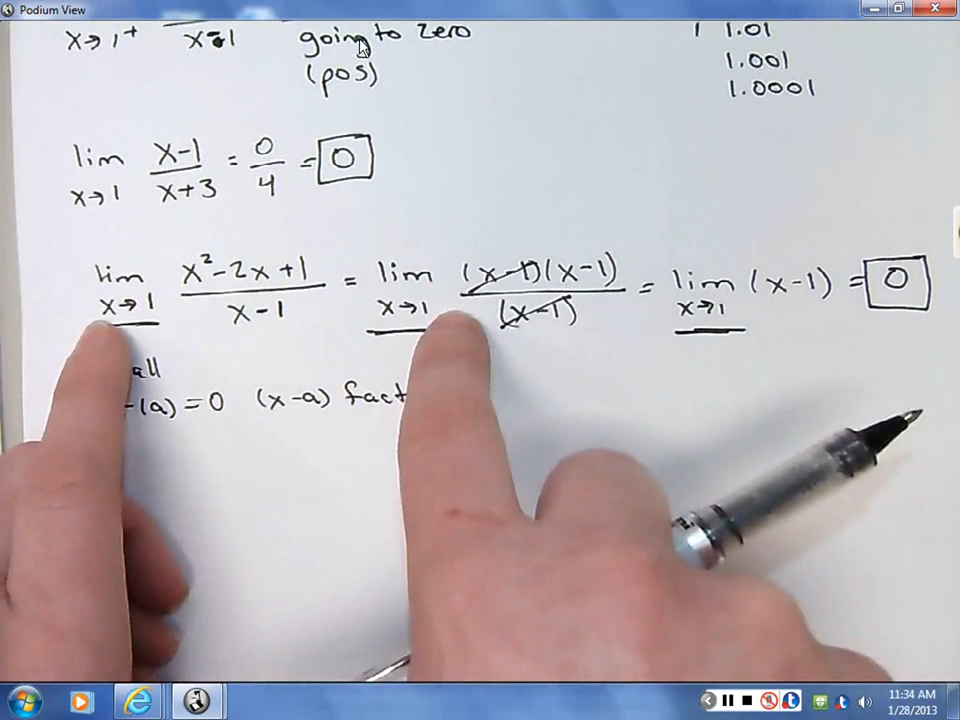 Podium View
x→1⁺ x-1 going to zero 1 1.01
(pos) 1.001
1.0001
lim x→1 (x-1)/(x+3) = 0/4 = 0
lim x→1 (x²-2x+1)/(x-1) = lim x→1 (x-1)(x-1)/(x-1) = lim x→1 (x-1) = 0
all
(a) = 0 (x-a) fact
11:34 AM
1/28/2013